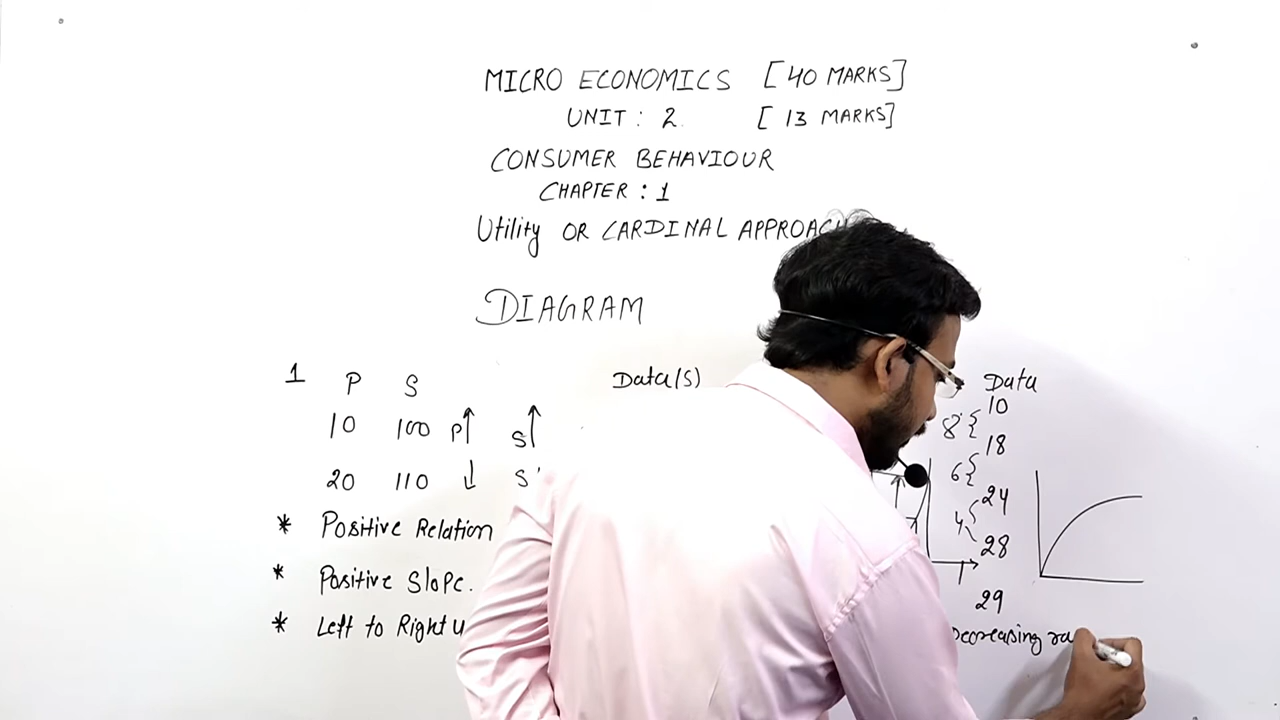 MICRO ECONOMICS [40 MARKS]
UNIT : 2. [13 MARKS]
CONSUMER BEHAVIOUR
CHAPTER : 1
Utility OR CARDINAL APPROACH
DIAGRAM
1 P S
10 100 P↑ S↑
20 110 ↓ S
* Positive Relation
* Positive Slope.
* Left to Right U
Data(S)
Data
10
8
18
6
24
4
28
29
Decreasing ra